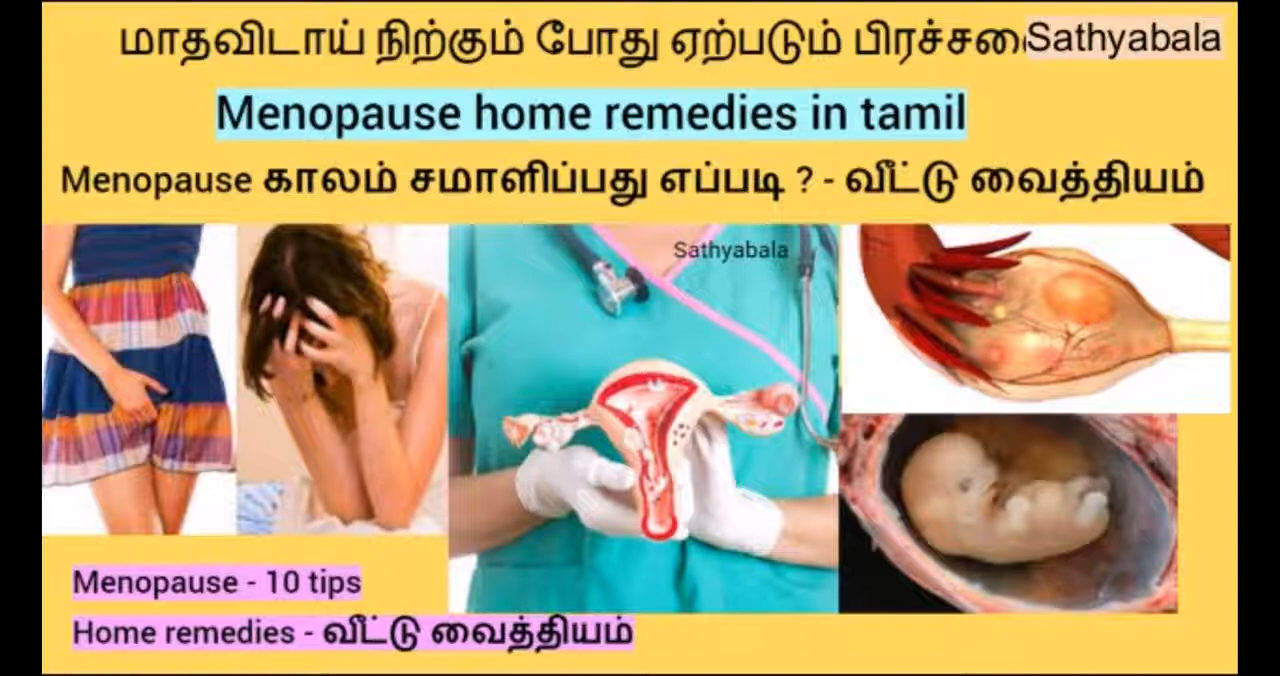 மாதவிடாய் நிற்கும் போது ஏற்படும்
Sathyabala
Menopause home remedies in tamil
Menopause காலம் சமாளிப்பது எப்படி ? - வீட்டு வைத்தியம்
Sathyabala
Menopause - 10 tips
Home remedies - வீட்டு வைத்தியம்